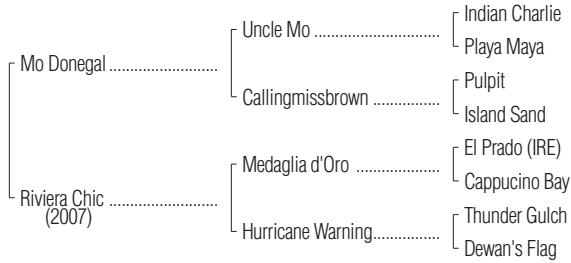 Indian Charlie
Uncle Mo ................................
Playa Maya
Mo Donegal ...........................
Pulpit
Callingmissbrown .................
Island Sand
El Prado (IRE)
Medaglia d'Oro .....................
Cappucino Bay
Riviera Chic ...........................
(2007)
Thunder Gulch
Hurricane Warning.................
Dewan's Flag